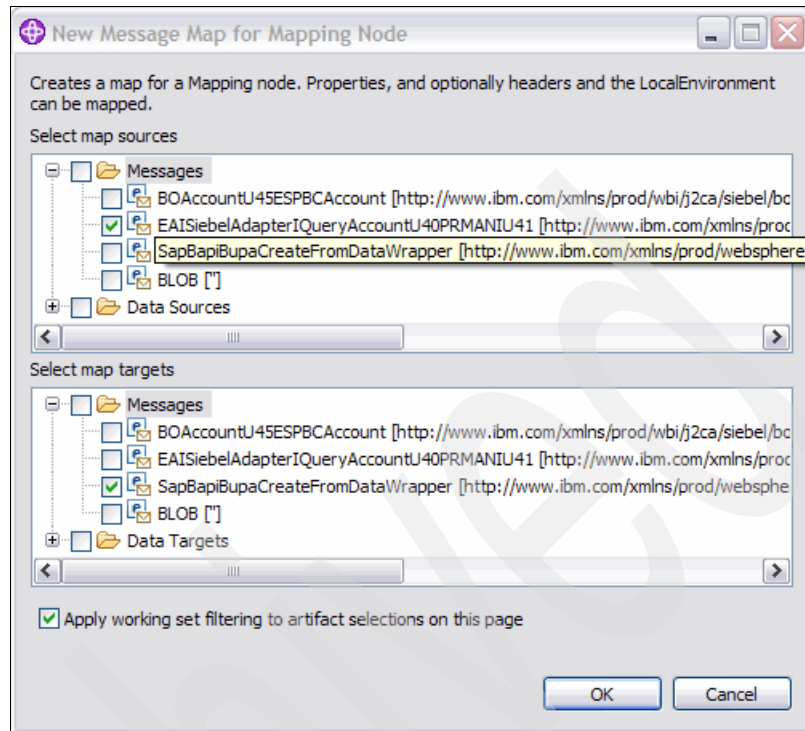 New Message Map for Mapping Node
Creates a map for a Mapping node. Properties, and optionally headers and the LocalEnvironment
can be mapped.
Select map sources
Messages
BOAccountU45ESPBCAccount [http://www.ibm.com/xmlns/prod/wbi/j2ca/siebel/bo
EAISiebelAdapterIQueryAccountU40PRMANIU41 [http://www.ibm.com/xmlns/prod
SapBapiBupaCreateFromDataWrapper [http://www.ibm.com/xmlns/prod/websphere
BLOB ['']
Data Sources
Select map targets
Messages
BOAccountU45ESPBCAccount [http://www.ibm.com/xmlns/prod/wbi/j2ca/siebel/bo
EAISiebelAdapterIQueryAccountU40PRMANIU41 [http://www.ibm.com/xmlns/prod
SapBapiBupaCreateFromDataWrapper [http://www.ibm.com/xmlns/prod/websphe
BLOB ['']
Data Targets
Apply working set filtering to artifact selections on this page
OK Cancel